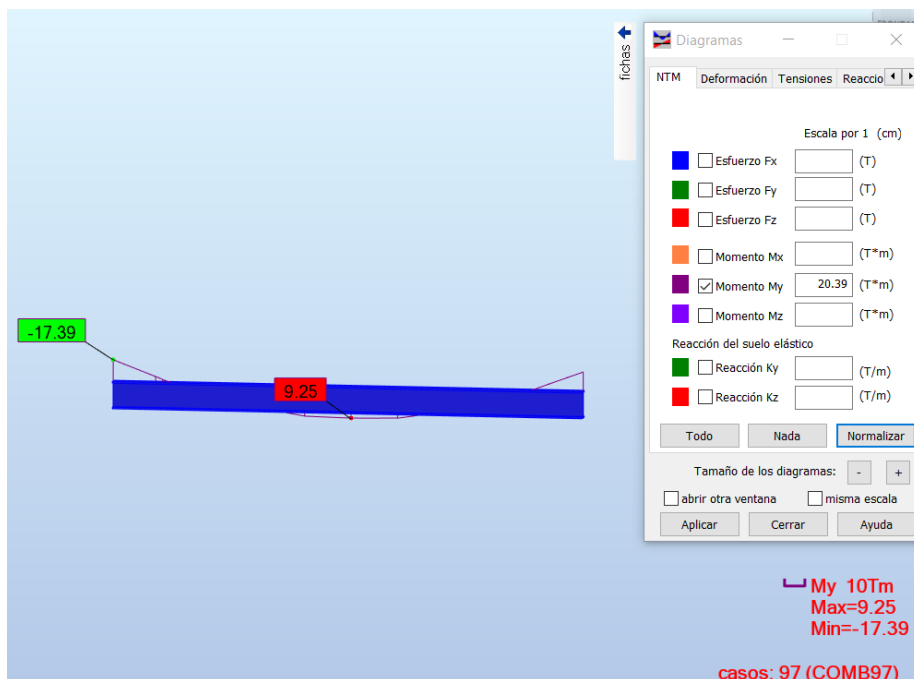 fichas
Diagramas
NTM Deformación Tensiones Reaccio
Escala por 1 (cm)
Esfuerzo Fx (T)
Esfuerzo Fy (T)
Esfuerzo Fz (T)
Momento Mx (T*m)
Momento My 20.39 (T*m)
Momento Mz (T*m)
Reacción del suelo elástico
Reacción Ky (T/m)
Reacción Kz (T/m)
Todo Nada Normalizar
Tamaño de los diagramas: - +
abrir otra ventana misma escala
Aplicar Cerrar Ayuda
-17.39
9.25
My 10Tm
Max=9.25
Min=-17.39
casos: 97 (COMB97)